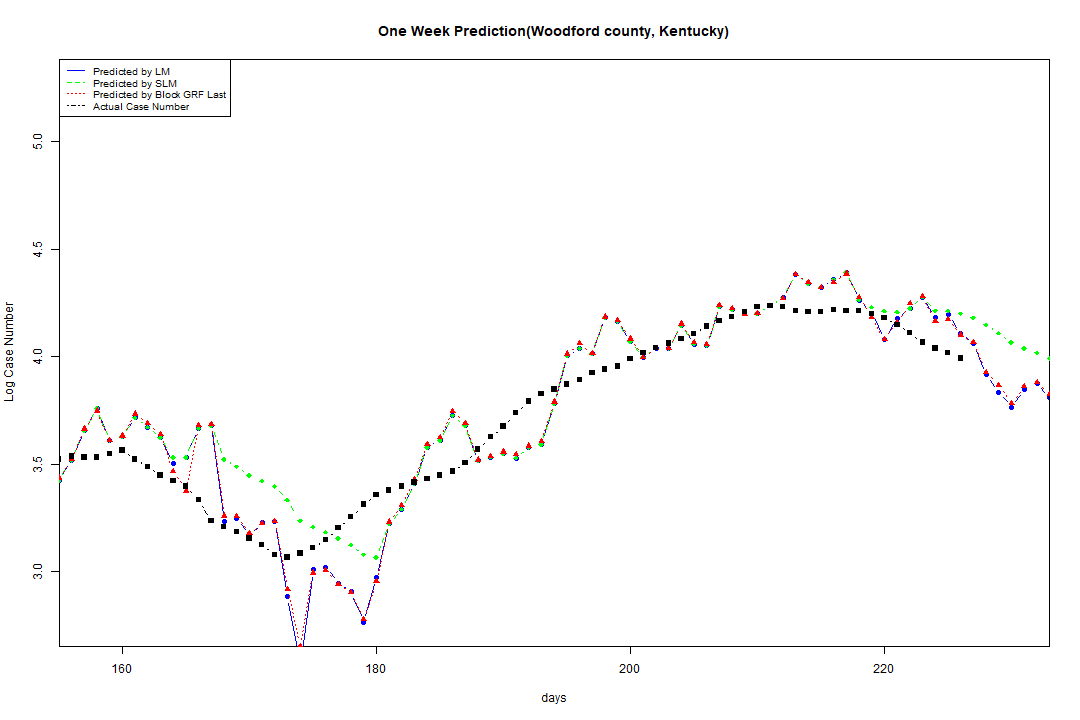 One Week Prediction(Woodford county, Kentucky)
Predicted by LM
Predicted by SLM
Predicted by Block GRF Last
Actual Case Number
5.0
4.5
4.0
3.5
3.0
Log Case Number
160 180 200 220
days